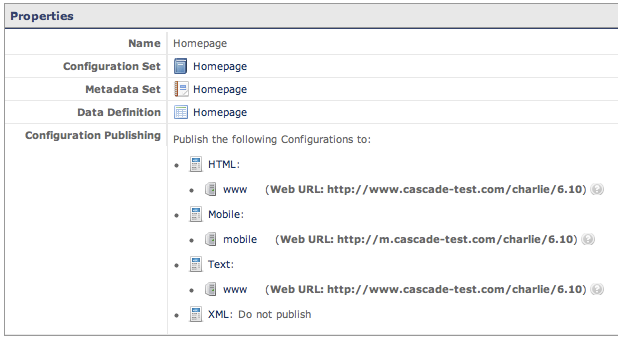 Properties
Name Homepage
Configuration Set Homepage
Metadata Set Homepage
Data Definition Homepage
Configuration Publishing Publish the following Configurations to:
HTML:
www (Web URL: http://www.cascade-test.com/charlie/6.10) ?
Mobile:
mobile (Web URL: http://m.cascade-test.com/charlie/6.10) ?
Text:
www (Web URL: http://www.cascade-test.com/charlie/6.10) ?
XML: Do not publish